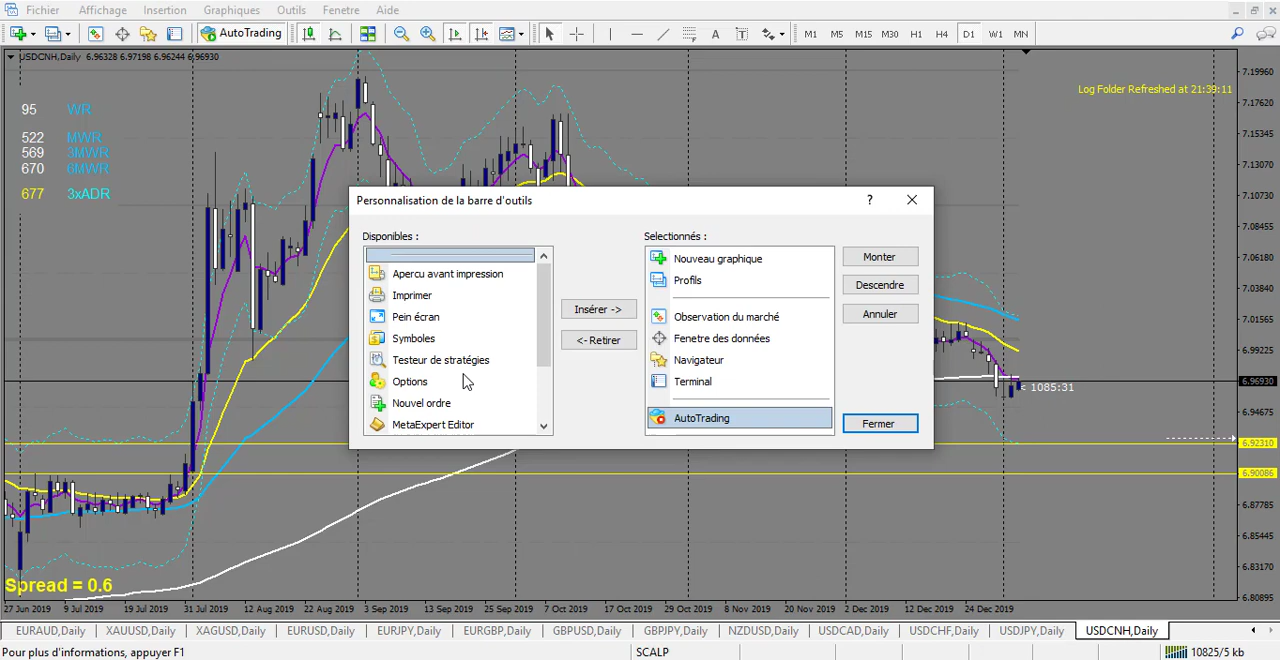 Fichier Affichage Insertion Graphiques Outils Fenetre Aide
AutoTrading A T M1 M5 M15 M30 H1 H4 D1 W1 MN
USDCNH,Daily 6.96328 6.97198 6.96244 6.96930
Log Folder Refreshed at 21:39:11
95 WR
522 MWR
569 3MWR
670 6MWR
677 3xADR
7.19960
7.17620
7.15340
7.13070
7.10730
7.08450
7.06180
7.03840
7.01565
6.99225
6.96930
6.94675
6.92310
6.90086
6.87785
6.85445
6.83170
6.80895
Personnalisation de la barre d'outils ?
Disponibles :
Apercu avant impression
Imprimer
Pein écran
Symboles
Testeur de stratégies
Options
Nouvel ordre
MetaExpert Editor
Insérer ->
<- Retirer
Selectionnés :
Nouveau graphique
Profils
Observation du marché
Fenetre des données
Navigateur
Terminal
AutoTrading
Monter
Descendre
Annuler
Fermer
< 1085:31
Spread = 0.6
27 Jun 2019 9 Jul 2019 19 Jul 2019 31 Jul 2019 12 Aug 2019 22 Aug 2019 3 Sep 2019 13 Sep 2019 25 Sep 2019 7 Oct 2019 17 Oct 2019 29 Oct 2019 8 Nov 2019 20 Nov 2019 2 Dec 2019 12 Dec 2019 24 Dec 2019
EURAUD,Daily XAUUSD,Daily XAGUSD,Daily EURUSD,Daily EURJPY,Daily EURGBP,Daily GBPUSD,Daily GBPJPY,Daily NZDUSD,Daily USDCAD,Daily USDCHF,Daily USDJPY,Daily USDCNH,Daily
Pour plus d'informations, appuyer F1 SCALP 10825/5 kb